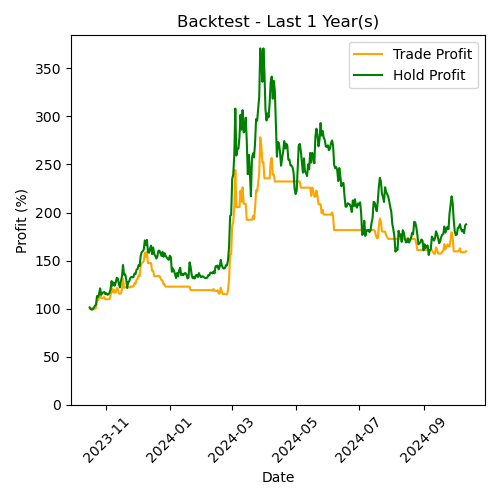 Backtest - Last 1 Year(s)
Trade Profit
Hold Profit
Profit (%)
350
300
250
200
150
100
50
0
2023-11
2024-01
2024-03
2024-05
2024-07
2024-09
Date